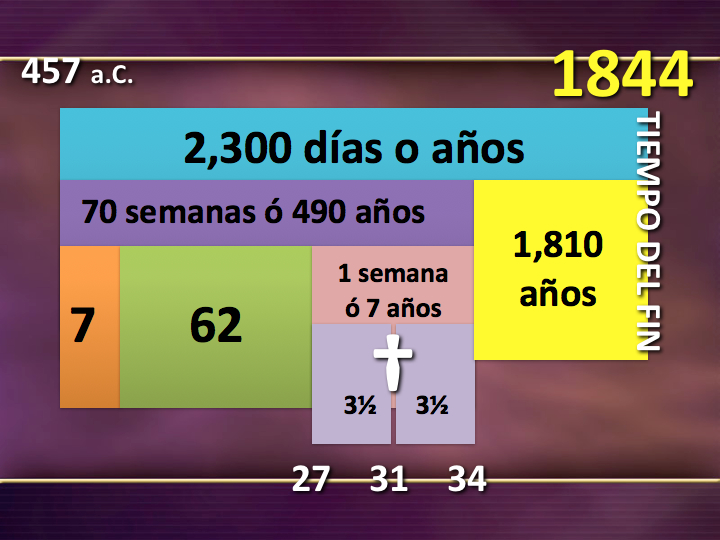 457 a.C.
1844
2,300 días o años
TIEMPO DEL FIN
70 semanas ó 490 años
1,810
años
7
62
1 semana
ó 7 años
3½
3½
27
31
34